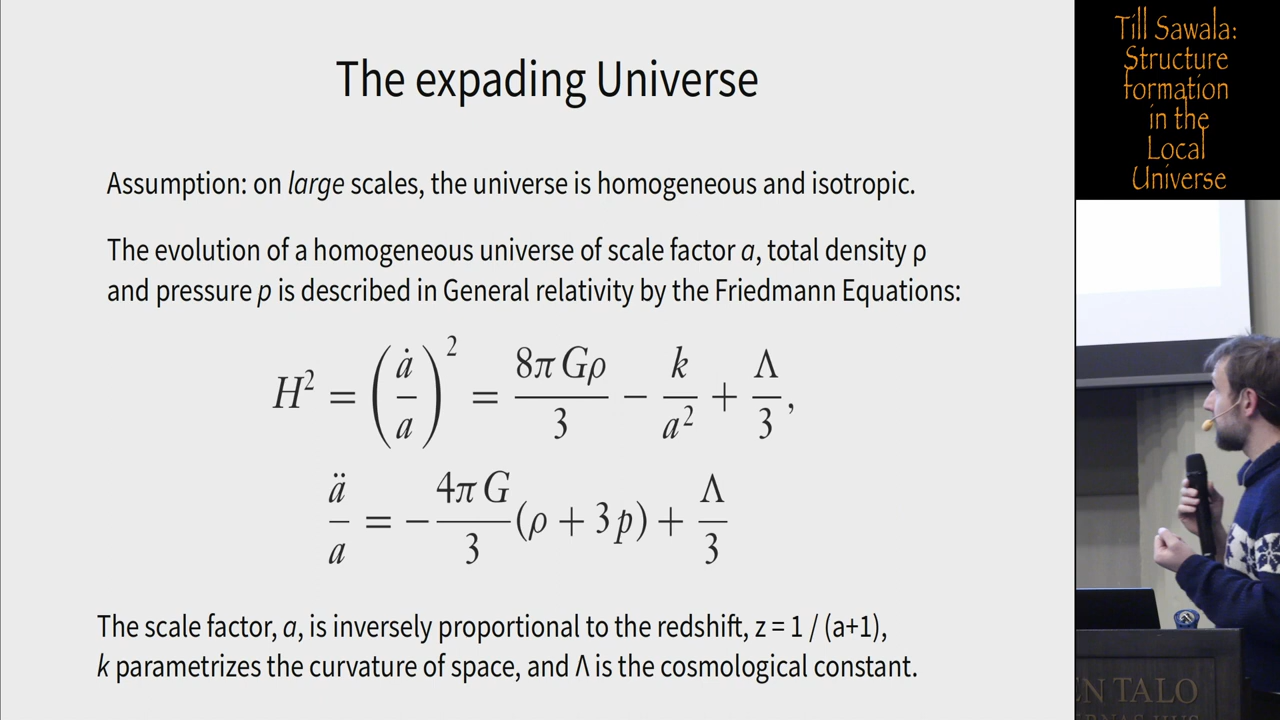 The expading Universe
Assumption: on large scales, the universe is homogeneous and isotropic.
The evolution of a homogeneous universe of scale factor a, total density ρ
and pressure p is described in General relativity by the Friedmann Equations:
H² = (ȧ/a)² = 8πGρ/3 − k/a² + Λ/3,
ä/a = −4πG/3 (ρ + 3p) + Λ/3
The scale factor, a, is inversely proportional to the redshift, z = 1 / (a+1),
k parametrizes the curvature of space, and Λ is the cosmological constant.
Till Sawala:
Structure
formation
in the
Local
Universe
EN TALO